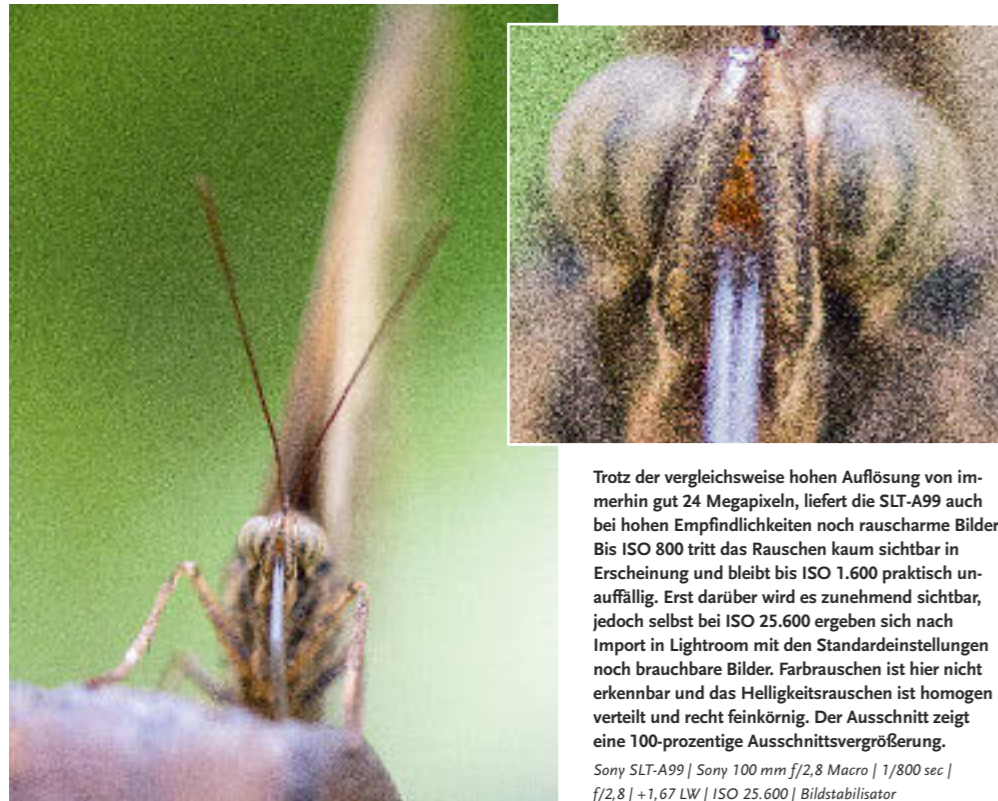 Trotz der vergleichsweise hohen Auflösung von im-
merhin gut 24 Megapixeln, liefert die SLT-A99 auch
bei hohen Empfindlichkeiten noch rauscharme Bilder
Bis ISO 800 tritt das Rauschen kaum sichtbar in
Erscheinung und bleibt bis ISO 1.600 praktisch un-
auffällig. Erst darüber wird es zunehmend sichtbar,
jedoch selbst bei ISO 25.600 ergeben sich nach
Import in Lightroom mit den Standardeinstellungen
noch brauchbare Bilder. Farbrauschen ist hier nicht
erkennbar und das Helligkeitsrauschen ist homogen
verteilt und recht feinkörnig. Der Ausschnitt zeigt
eine 100-prozentige Ausschnittsvergrößerung.
Sony SLT-A99 | Sony 100 mm f/2,8 Macro | 1/800 sec |
f/2,8 | +1,67 LW | ISO 25.600 | Bildstabilisator